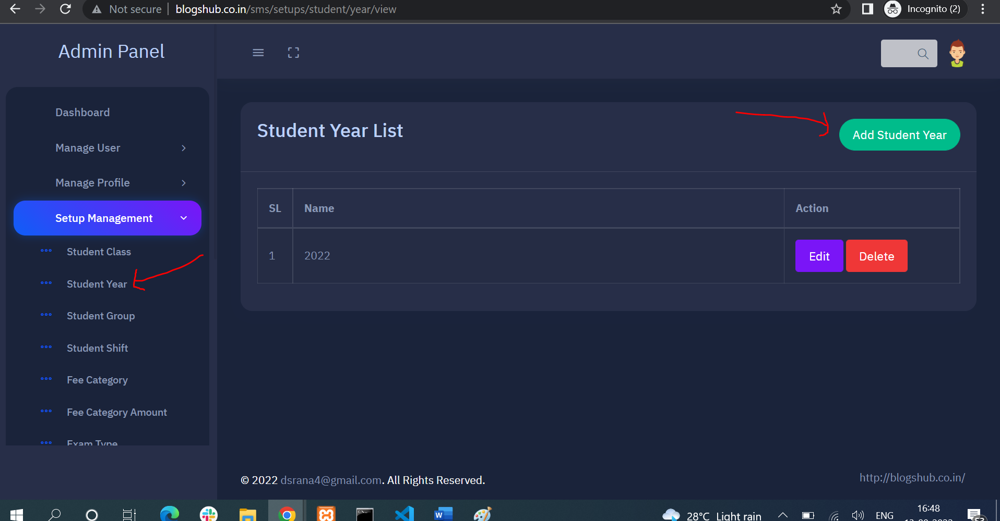 Not secure | blogshub.co.in/sms/setups/student/year/view
Incognito (2)
Admin Panel
Dashboard
Manage User
Manage Profile
Setup Management
Student Class
Student Year
Student Group
Student Shift
Fee Category
Fee Category Amount
Exam Type
Student Year List
Add Student Year
SL Name Action
1 2022 Edit Delete
© 2022 dsrana4@gmail.com. All Rights Reserved.
http://blogshub.co.in/
28°C Light rain
ENG
16:48